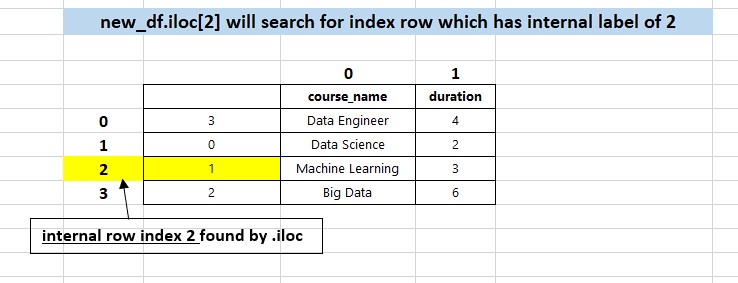 new_df.iloc[2] will search for index row which has internal label of 2
0 1
course_name duration
0 3 Data Engineer 4
1 0 Data Science 2
2 1 Machine Learning 3
3 2 Big Data 6
internal row index 2 found by .iloc